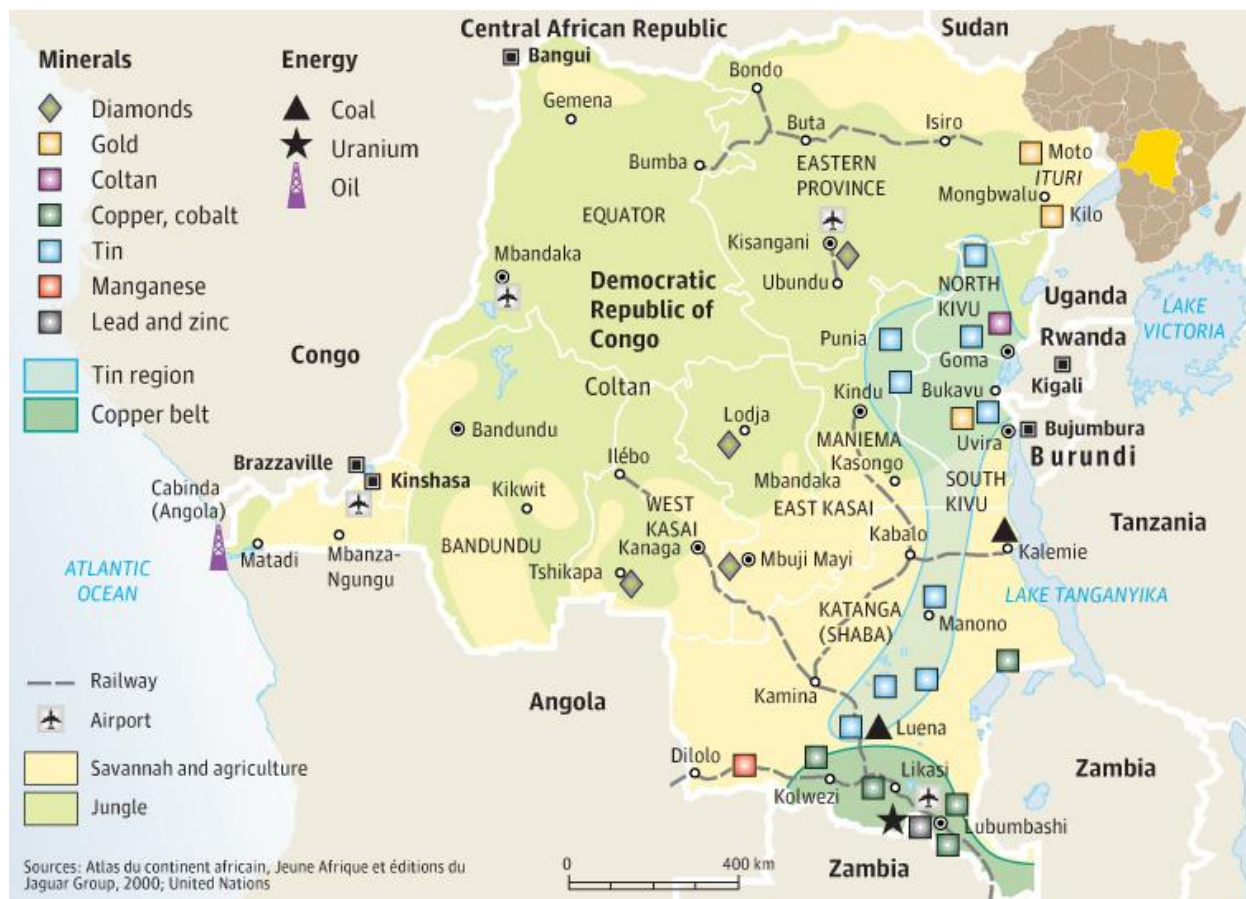 Minerals
Diamonds
Gold
Coltan
Copper, cobalt
Tin
Manganese
Lead and zinc
Tin region
Copper belt
Energy
Coal
Uranium
Oil
Central African Republic
Sudan
Bangui
Gemena
Bondo
Buta
Isiro
Bumba
EASTERN
PROVINCE
Moto
ITURI
Mongbwalu
Kilo
EQUATOR
Mbandaka
Kisangani
Ubundu
Democratic
Republic of
Congo
NORTH
KIVU
Uganda
LAKE
VICTORIA
Congo
Punia
Goma
Rwanda
Kigali
Coltan
Kindu
Bukavu
Lodja
Bandundu
MANIEMA
Uvira
Bujumbura
Burundi
Brazzaville
Kinshasa
Ilébo
Kasongo
Mbandaka
SOUTH
KIVU
Cabinda
(Angola)
Kikwit
WEST
KASAI
EAST KASAI
Tanzania
Matadi
Mbanza-
Ngungu
BANDUNDU
Kanaga
Mbuji Mayi
Kabalo
Kalemie
Tshikapa
ATLANTIC
OCEAN
LAKE TANGANYIKA
KATANGA
(SHABA)
Manono
Angola
Kamina
Luena
Railway
Airport
Savannah and agriculture
Jungle
Dilolo
Kolwezi
Likasi
Lubumbashi
Zambia
Zambia
0
400 km
Sources: Atlas du continent africain, Jeune Afrique et éditions du
Jaguar Group, 2000; United Nations